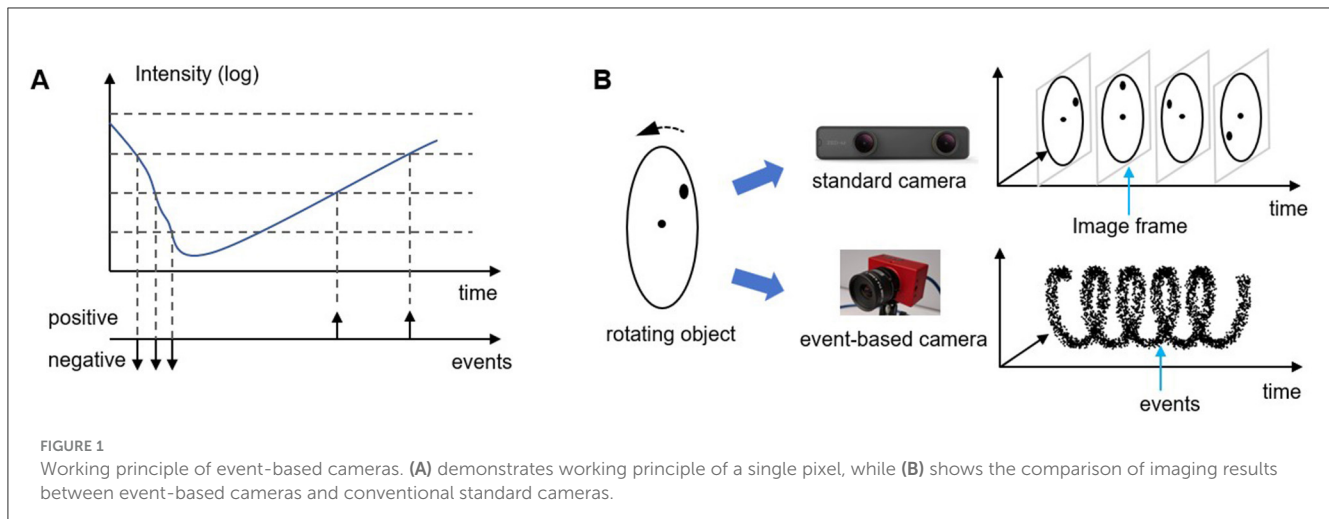 A
Intensity (log)
time
positive
negative
events
B
rotating object
standard camera
event-based camera
Image frame
time
events
time
FIGURE 1
Working principle of event-based cameras. (A) demonstrates working principle of a single pixel, while (B) shows the comparison of imaging results
between event-based cameras and conventional standard cameras.